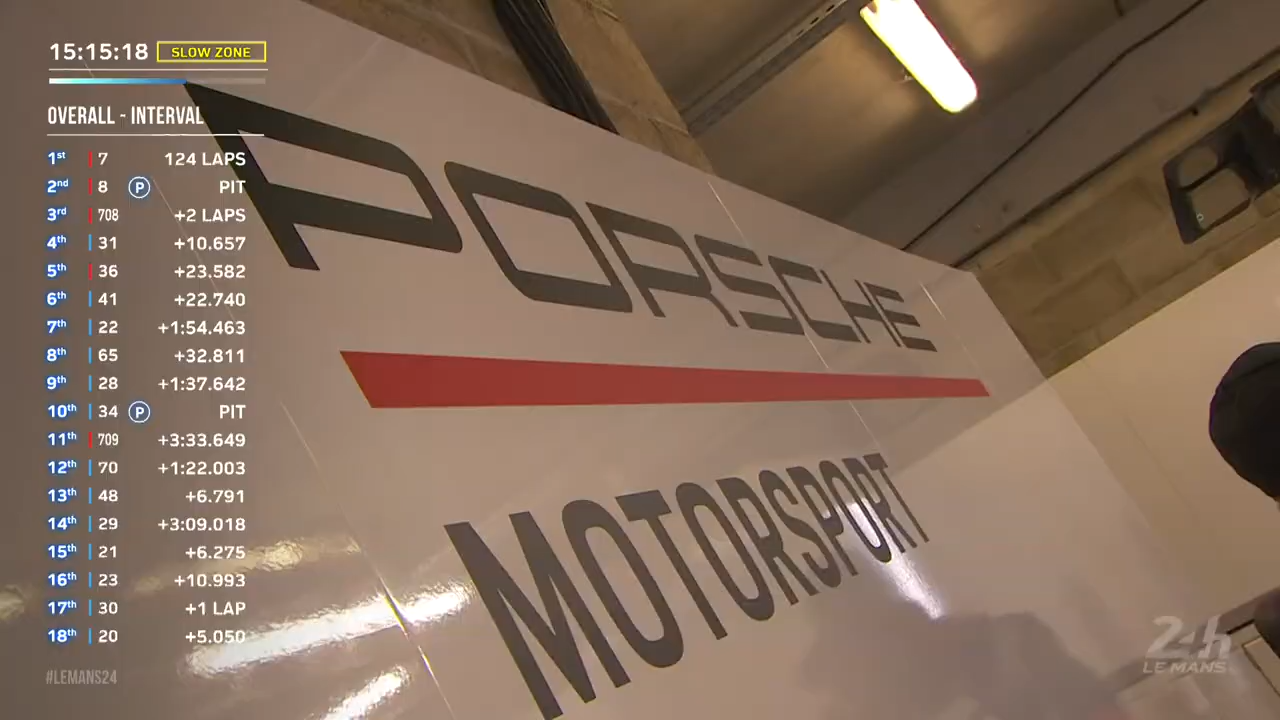 15:15:18 SLOW ZONE
OVERALL - INTERVAL
1st 7 124 LAPS
2nd 8 P PIT
3rd 708 +2 LAPS
4th 31 +10.657
5th 36 +23.582
6th 41 +22.740
7th 22 +1:54.463
8th 65 +32.811
9th 28 +1:37.642
10th 34 P PIT
11th 709 +3:33.649
12th 70 +1:22.003
13th 48 +6.791
14th 29 +3:09.018
15th 21 +6.275
16th 23 +10.993
17th 30 +1 LAP
18th 20 +5.050
#LEMANS24
PORSCHE
MOTORSPORT
24h
LE MANS